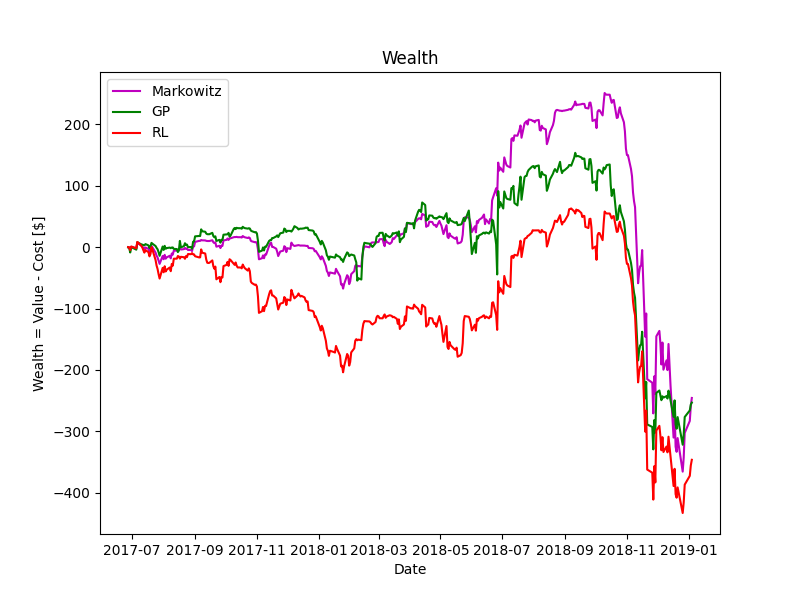 Wealth
Markowitz
GP
RL
Wealth = Value - Cost [$]
200
100
0
−100
−200
−300
−400
2017-07 2017-09 2017-11 2018-01 2018-03 2018-05 2018-07 2018-09 2018-11 2019-01
Date